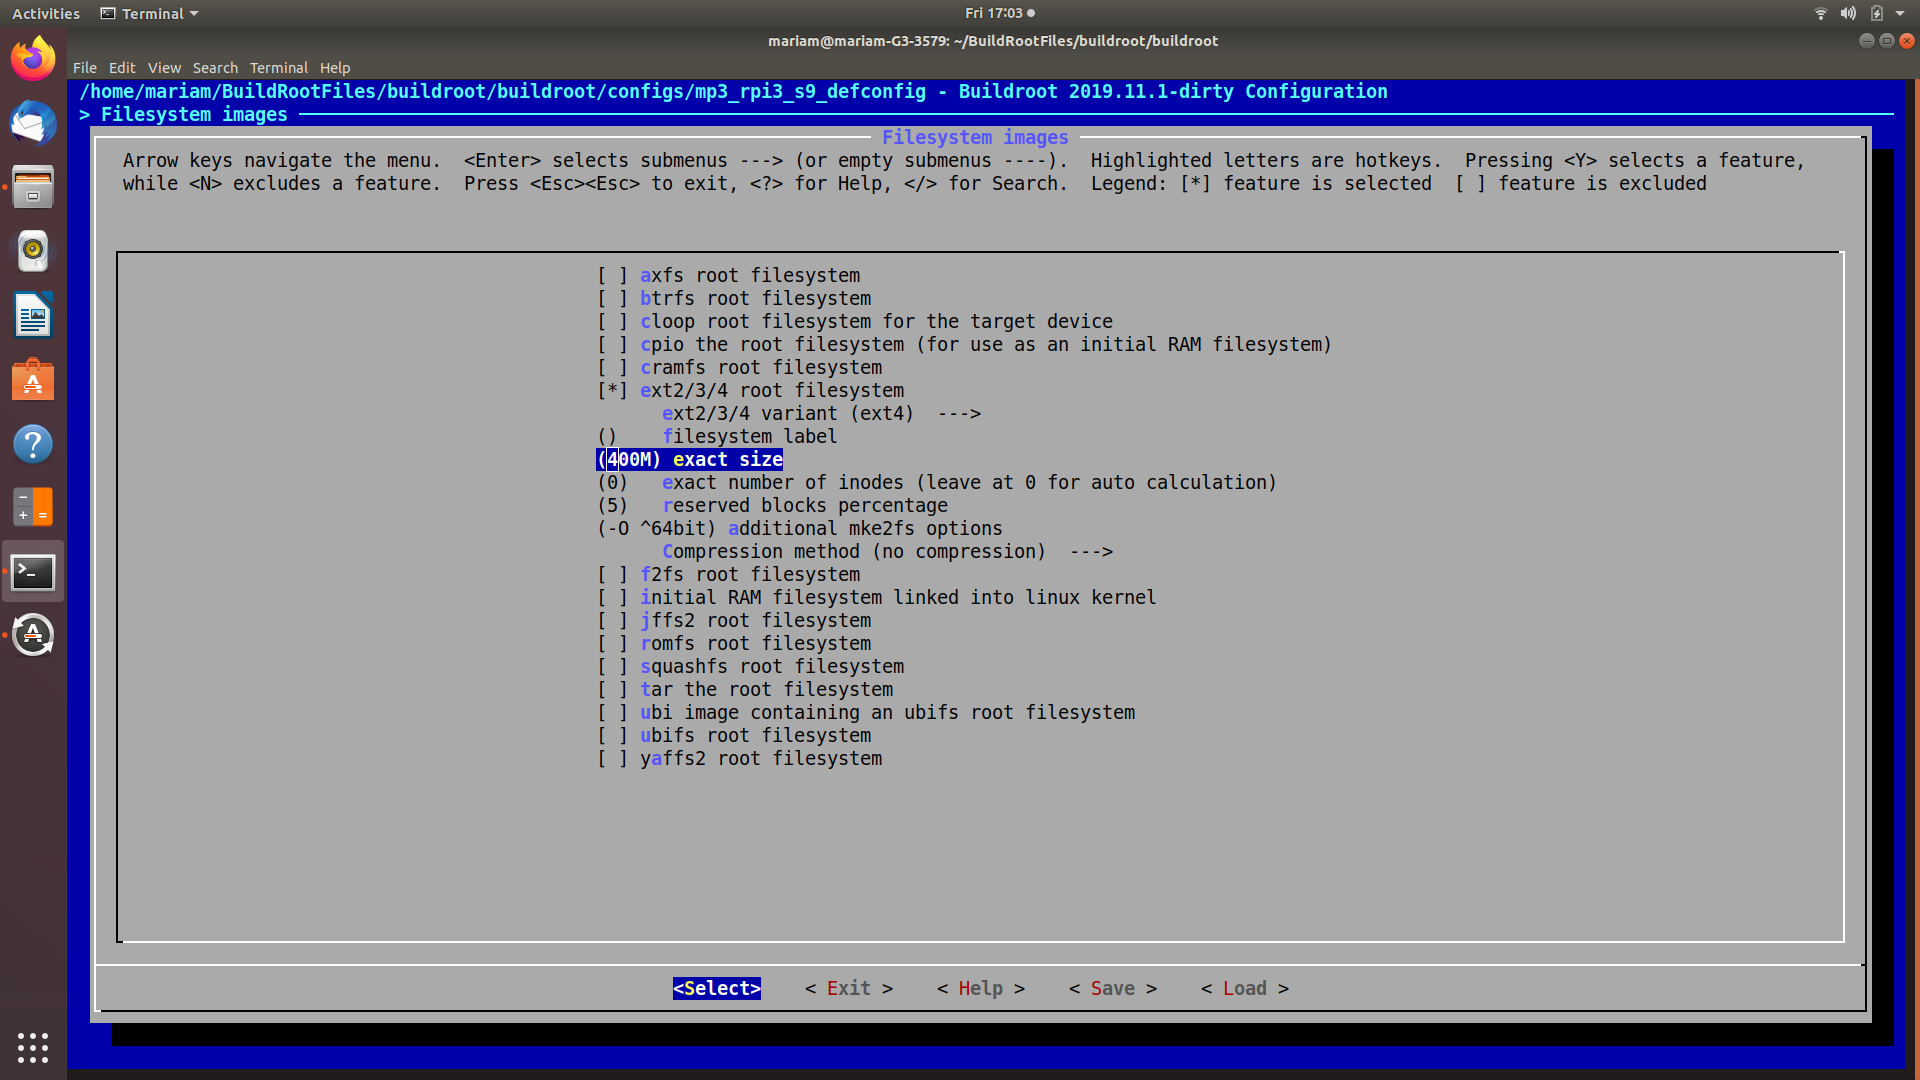 Activities Terminal Fri 17:03
mariam@mariam-G3-3579: ~/BuildRootFiles/buildroot/buildroot
File Edit View Search Terminal Help
/home/mariam/BuildRootFiles/buildroot/buildroot/configs/mp3_rpi3_s9_defconfig - Buildroot 2019.11.1-dirty Configuration
> Filesystem images
Filesystem images
Arrow keys navigate the menu.  <Enter> selects submenus ---> (or empty submenus ----).  Highlighted letters are hotkeys.  Pressing <Y> selects a feature,
while <N> excludes a feature.  Press <Esc><Esc> to exit, <?> for Help, </> for Search.  Legend: [*] feature is selected  [ ] feature is excluded
[ ] axfs root filesystem
[ ] btrfs root filesystem
[ ] cloop root filesystem for the target device
[ ] cpio the root filesystem (for use as an initial RAM filesystem)
[ ] cramfs root filesystem
[*] ext2/3/4 root filesystem
ext2/3/4 variant (ext4)  --->
()    filesystem label
(400M) exact size
(0)   exact number of inodes (leave at 0 for auto calculation)
(5)   reserved blocks percentage
(-O ^64bit) additional mke2fs options
Compression method (no compression)  --->
[ ] f2fs root filesystem
[ ] initial RAM filesystem linked into linux kernel
[ ] jffs2 root filesystem
[ ] romfs root filesystem
[ ] squashfs root filesystem
[ ] tar the root filesystem
[ ] ubi image containing an ubifs root filesystem
[ ] ubifs root filesystem
[ ] yaffs2 root filesystem
<Select>    < Exit >    < Help >    < Save >    < Load >